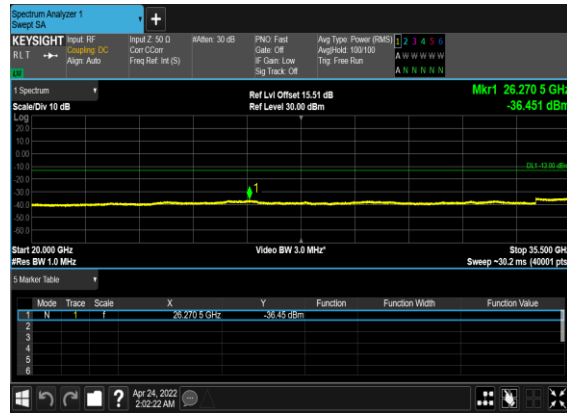 Spectrum Analyzer 1
Swept SA
+
KEYSIGHT Input: RF Input Z: 50 Ω #Atten: 30 dB PNO: Fast Avg Type: Power (RMS) 1 2 3 4 5 6
RLT Coupling: DC Corr CCorr Gate: Off Avg|Hold: 100/100 A W W W W W
Align: Auto Freq Ref: Int (S) IF Gain: Low Trig: Free Run A N N N N N
Sig Track: Off
1 Spectrum
Ref Lvl Offset 15.51 dB Mkr1 26.270 5 GHz
Scale/Div 10 dB Ref Level 30.00 dBm -36.451 dBm
Log
20.0
10.0
0.00
-10.0 DL1 -13.00 dBm
-20.0
-30.0 1
-40.0
-50.0
-60.0
Start 20.000 GHz Video BW 3.0 MHz* Stop 35.500 GHz
#Res BW 1.0 MHz Sweep ~30.2 ms (40001 pts)
5 Marker Table
Mode Trace Scale X Y Function Function Width Function Value
1 N 1 f 26.270 5 GHz -36.45 dBm
2
3
4
5
6
? Apr 24, 2022
2:02:22 AM